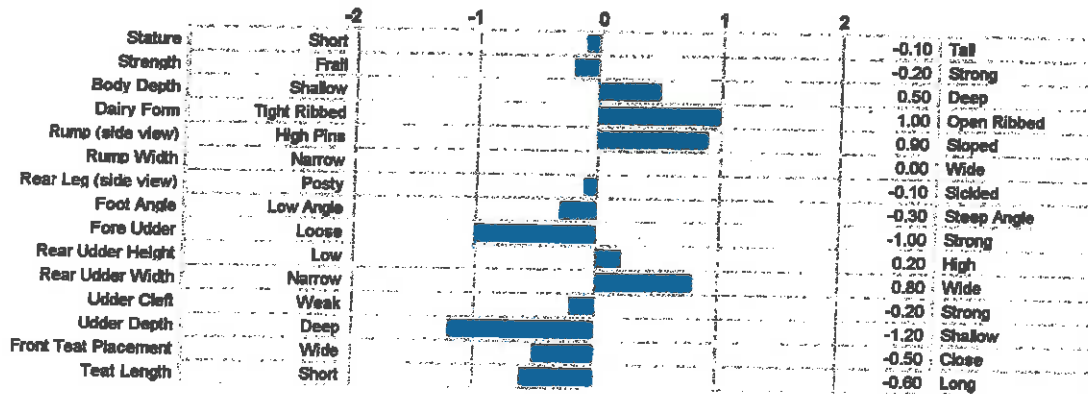 -2 -1 0 1 2
Stature Short -0.10 Tall
Strength Frail -0.20 Strong
Body Depth Shallow 0.50 Deep
Dairy Form Tight Ribbed 1.00 Open Ribbed
Rump (side view) High Pins 0.90 Sloped
Rump Width Narrow 0.00 Wide
Rear Leg (side view) Posty -0.10 Sickled
Foot Angle Low Angle -0.30 Steep Angle
Fore Udder Loose -1.00 Strong
Rear Udder Height Low 0.20 High
Rear Udder Width Narrow 0.80 Wide
Udder Cleft Weak -0.20 Strong
Udder Depth Deep -1.20 Shallow
Front Teat Placement Wide -0.50 Close
Teat Length Short -0.60 Long